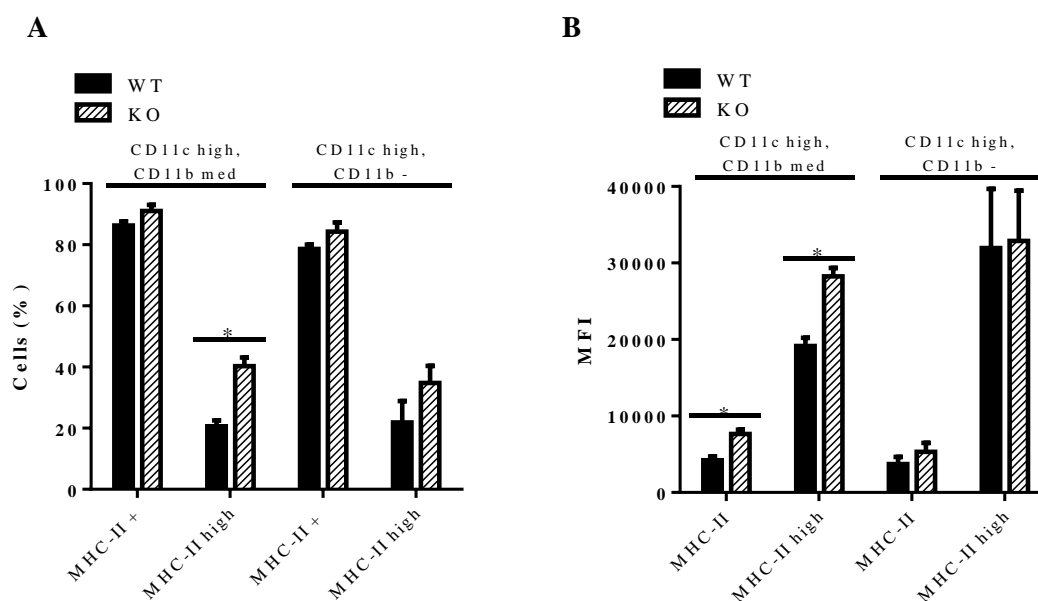 A
WT
KO
CD11c high,
CD11b med
CD11c high,
CD11b -
100
80
60
40
20
0
Cells (%)
*
MHC-II +
MHC-II high
MHC-II +
MHC-II high
B
WT
KO
CD11c high,
CD11b med
CD11c high,
CD11b -
40000
30000
20000
10000
0
MFI
*
*
MHC-II
MHC-II high
MHC-II
MHC-II high